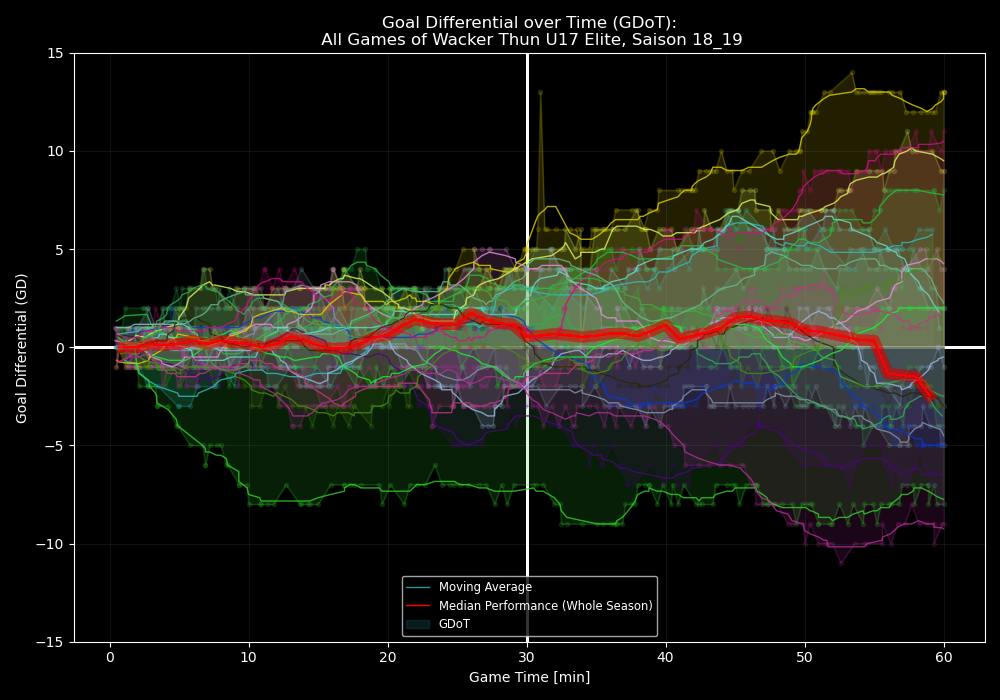 Goal Differential over Time (GDoT):
All Games of Wacker Thun U17 Elite, Saison 18_19
Goal Differential (GD)
15
10
5
0
−5
−10
−15
Moving Average
Median Performance (Whole Season)
GDoT
0 10 20 30 40 50 60
Game Time [min]